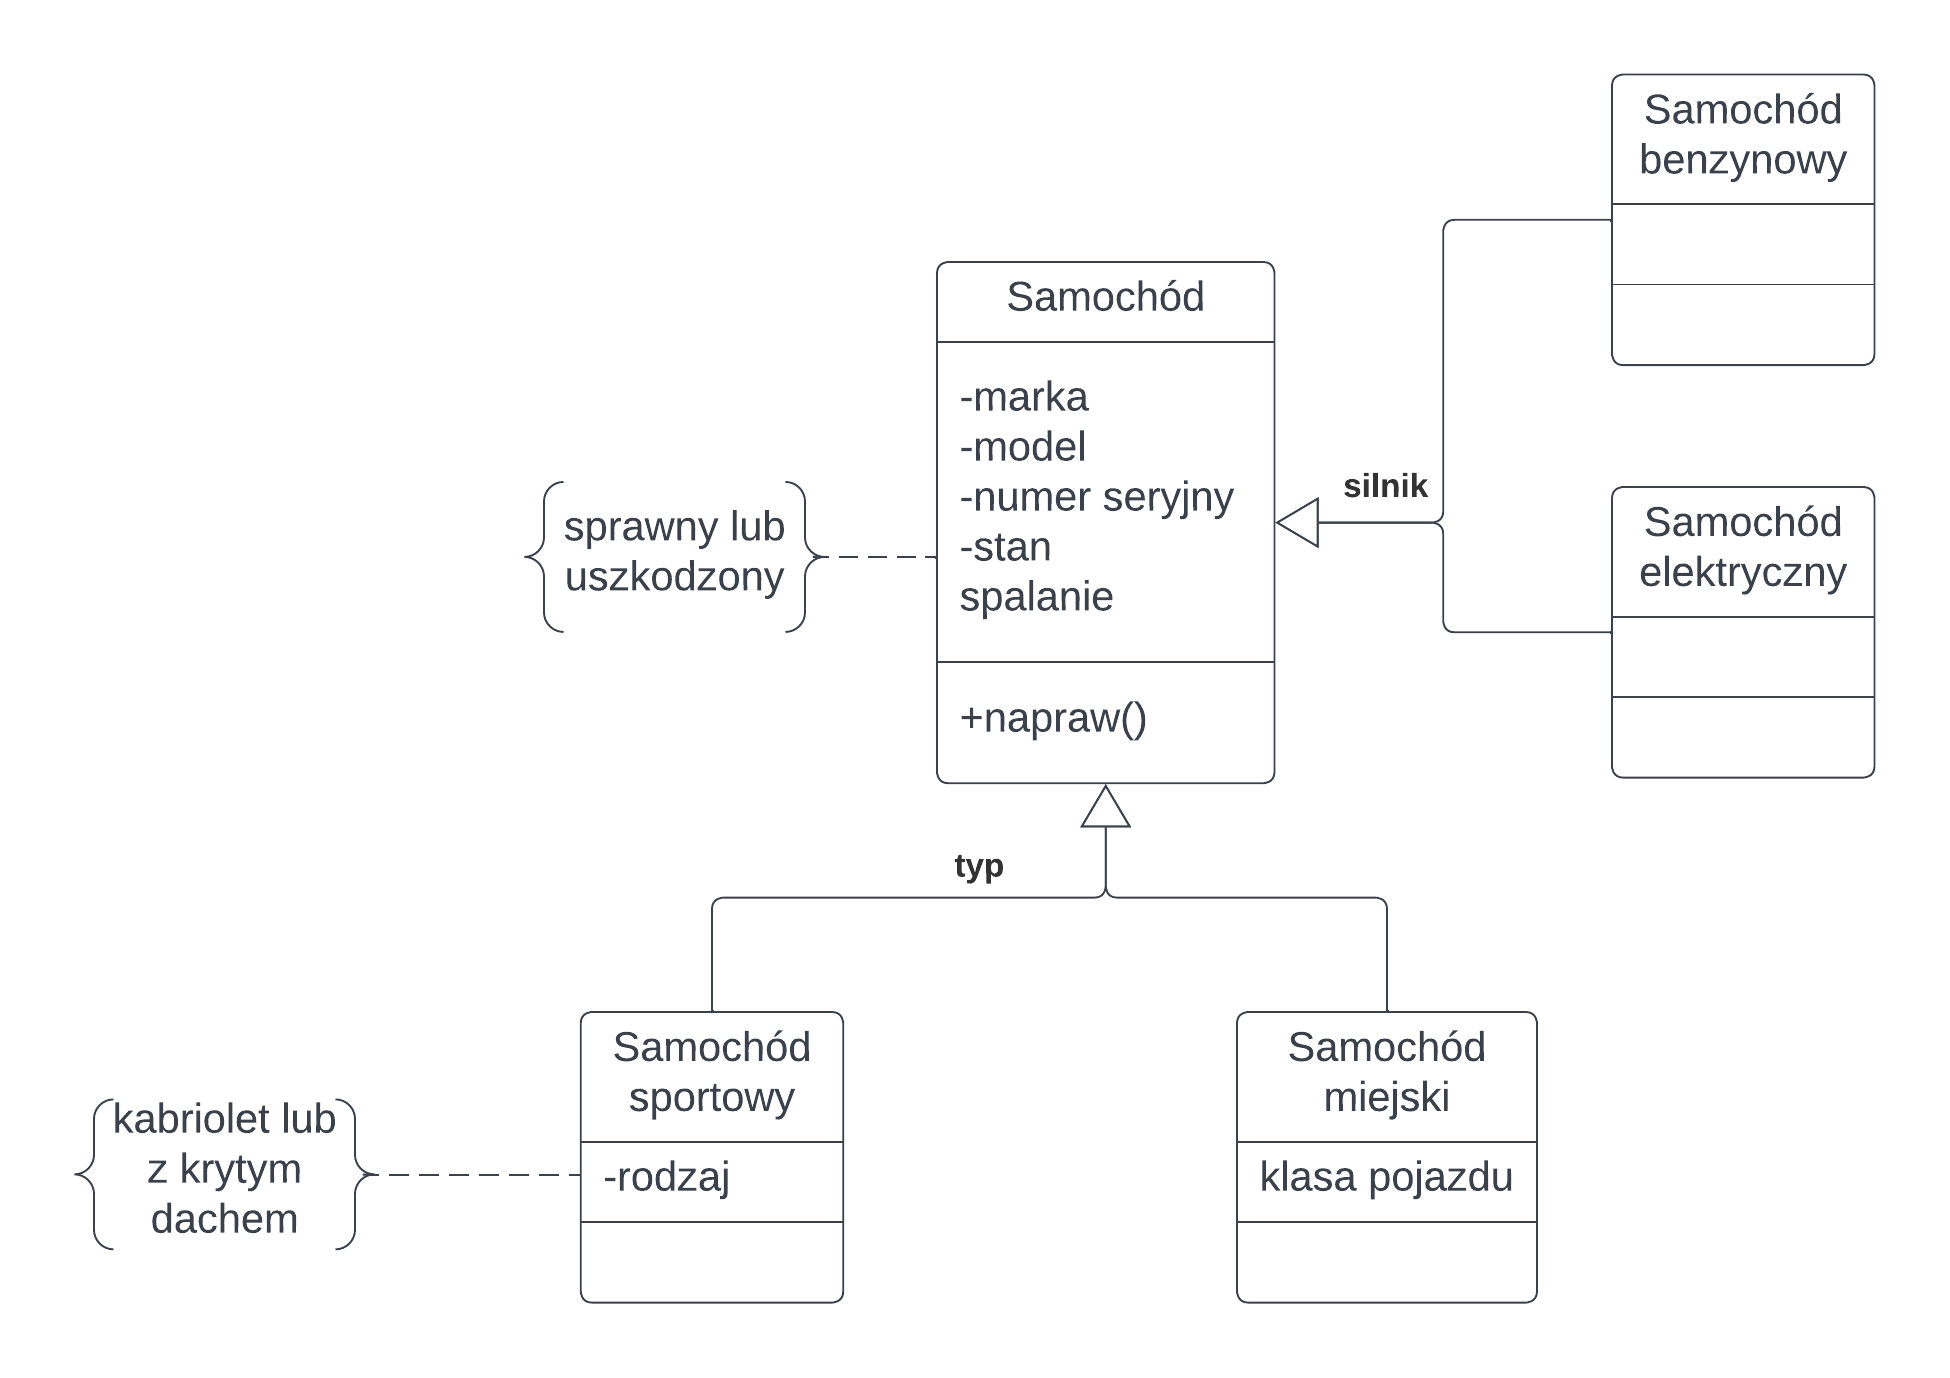 Samochód
benzynowy
Samochód
-marka
-model
-numer seryjny
-stan
spalanie
+napraw()
sprawny lub
uszkodzony
silnik
Samochód
elektryczny
typ
Samochód
sportowy
-rodzaj
kabriolet lub
z krytym
dachem
Samochód
miejski
klasa pojazdu